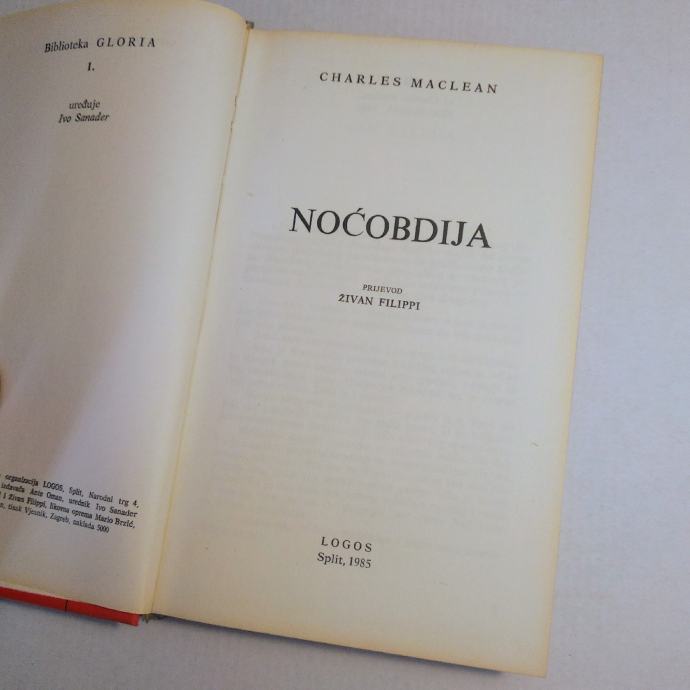 Biblioteka GLORIA
1.
uređuje
Ivo Sanader
organizacija LOGOS, Split, Narodni trg 4,
izdavača Ante Oman, urednik Ivo Sanader
i Živan Filippi, likovna oprema Mario Brzić,
tisak Vjesnik, Zagreb, naklada 5000
CHARLES MACLEAN
NOĆOBDIJA
PRIJEVOD
ŽIVAN FILIPPI
LOGOS
Split, 1985